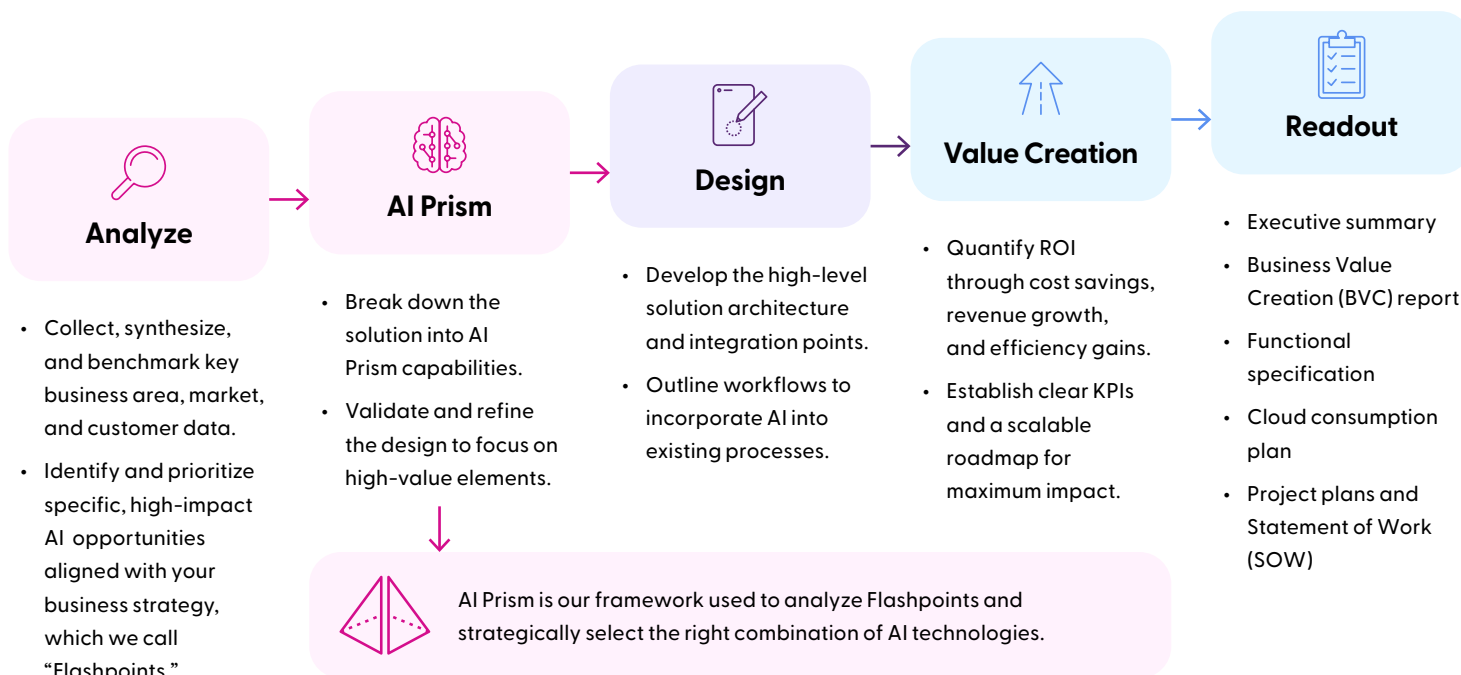 Analyze
• Collect, synthesize,
and benchmark key
business area, market,
and customer data.
• Identify and prioritize
specific, high-impact
AI opportunities
aligned with your
business strategy,
which we call
“Flashpoints.”
AI Prism
• Break down the
solution into AI
Prism capabilities.
• Validate and refine
the design to focus on
high-value elements.
AI Prism is our framework used to analyze Flashpoints and
strategically select the right combination of AI technologies.
Design
• Develop the high-level
solution architecture
and integration points.
• Outline workflows to
incorporate AI into
existing processes.
Value Creation
• Quantify ROI
through cost savings,
revenue growth,
and efficiency gains.
• Establish clear KPIs
and a scalable
roadmap for
maximum impact.
Readout
• Executive summary
• Business Value
Creation (BVC) report
• Functional
specification
• Cloud consumption
plan
• Project plans and
Statement of Work
(SOW)